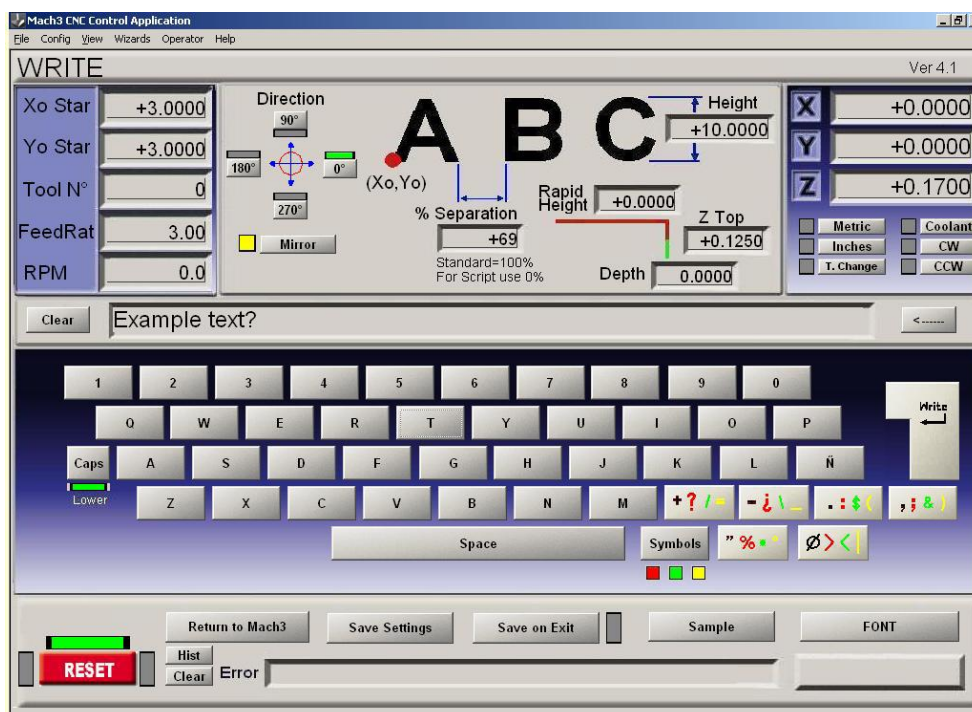 Mach3 CNC Control Application
File Config View Wizards Operator Help
WRITE
Ver 4.1
Xo Star +3.0000
Yo Star +3.0000
Tool N° 0
FeedRat 3.00
RPM 0.0
Direction
90°
180°
0°
270°
Mirror
A B C
(Xo,Yo)
Height
+10.0000
% Separation
+69
Standard=100%
For Script use 0%
Rapid Height +0.0000
Z Top
+0.1250
Depth 0.0000
X +0.0000
Y +0.0000
Z +0.1700
Metric Coolant
Inches CW
T. Change CCW
Clear Example text? <------
1 2 3 4 5 6 7 8 9 0
Q W E R T Y U I O P
Write
Caps A S D F G H J K L Ñ
Lower
Z X C V B N M +?/= -¿\_ .:$( ,;&)
Space Symbols "%•° Ø><|
Return to Mach3 Save Settings Save on Exit Sample FONT
RESET
Hist
Clear Error